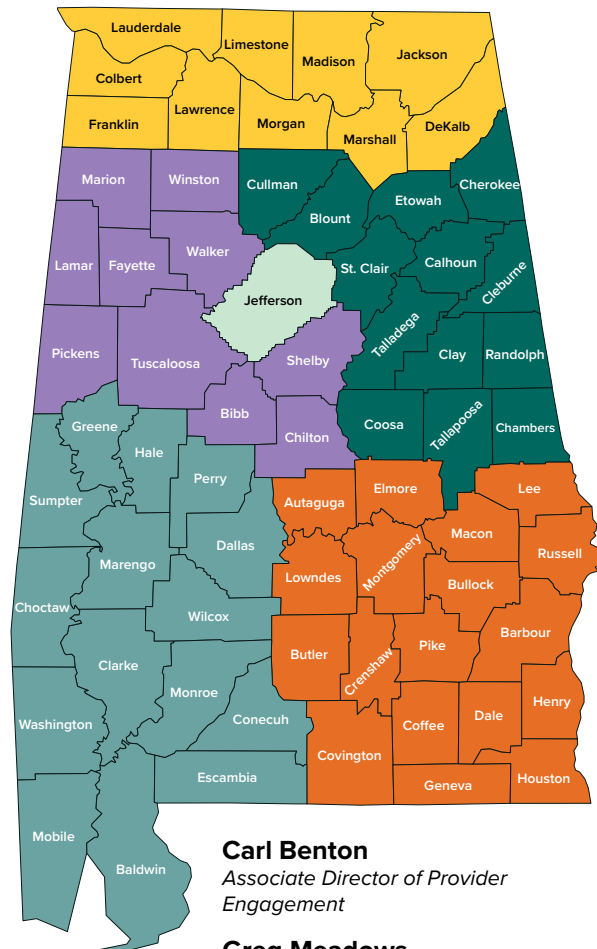 Lauderdale
Limestone
Madison
Jackson
Colbert
Lawrence
Franklin
Morgan
Marshall
DeKalb
Marion
Winston
Cullman
Blount
Etowah
Cherokee
Walker
Lamar
Fayette
St. Clair
Calhoun
Cleburne
Jefferson
Talladega
Pickens
Tuscaloosa
Shelby
Clay
Randolph
Bibb
Chilton
Coosa
Tallapoosa
Chambers
Greene
Hale
Perry
Sumpter
Autaguga
Elmore
Lee
Dallas
Marengo
Lowndes
Montgomery
Macon
Russell
Bullock
Choctaw
Wilcox
Butler
Crenshaw
Pike
Barbour
Clarke
Monroe
Conecuh
Washington
Covington
Coffee
Dale
Henry
Escambia
Geneva
Houston
Mobile
Baldwin
Carl Benton
Associate Director of Provider
Engagement
Greg Meadows